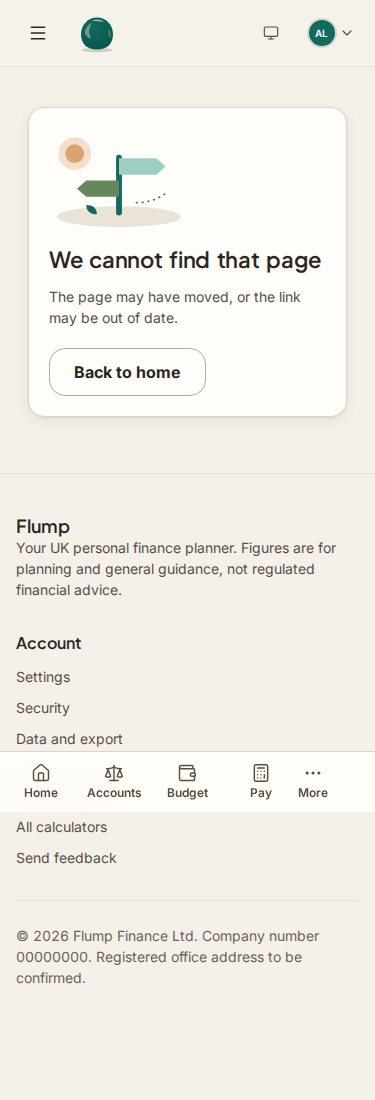 AL
We cannot find that page
The page may have moved, or the link
may be out of date.
Back to home
Flump
Your UK personal finance planner. Figures are for
planning and general guidance, not regulated
financial advice.
Account
Settings
Security
Data and export
Home
Accounts
Budget
Pay
More
All calculators
Send feedback
© 2026 Flump Finance Ltd. Company number
00000000. Registered office address to be
confirmed.